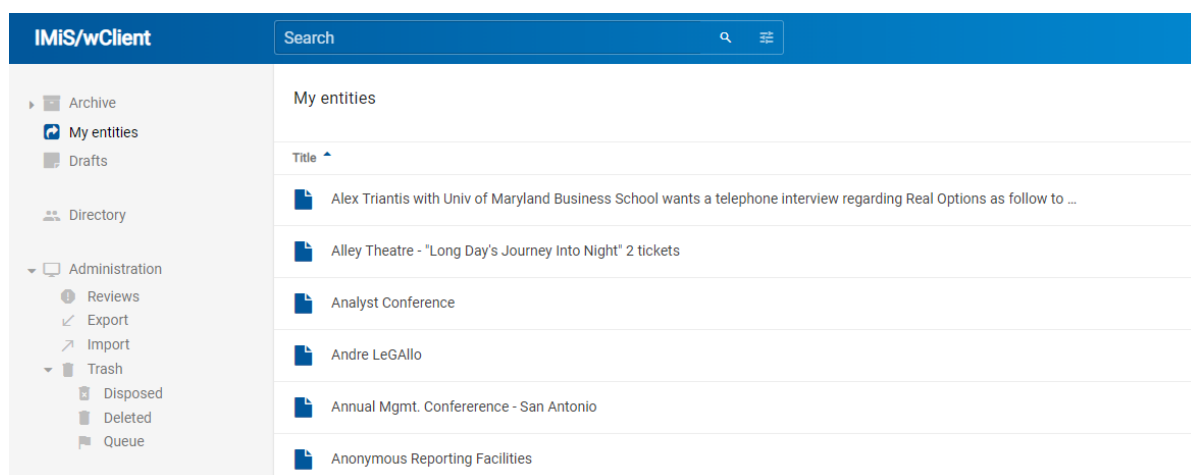 IMiS/wClient
Search
Archive
My entities
Drafts
Directory
Administration
Reviews
Export
Import
Trash
Disposed
Deleted
Queue
My entities
Title
Alex Triantis with Univ of Maryland Business School wants a telephone interview regarding Real Options as follow to ...
Alley Theatre - "Long Day's Journey Into Night" 2 tickets
Analyst Conference
Andre LeGAllo
Annual Mgmt. Confererence - San Antonio
Anonymous Reporting Facilities